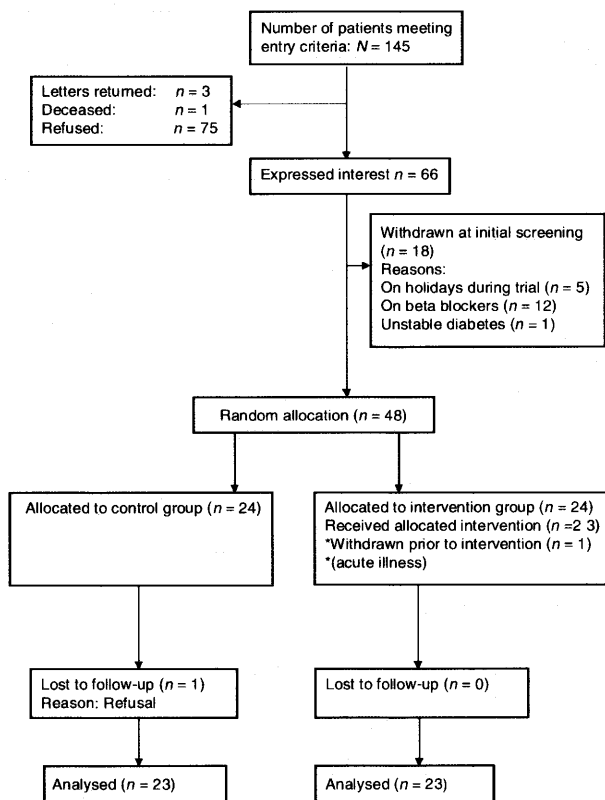 Number of patients meeting
entry criteria: N = 145
Letters returned: n = 3
Deceased: n = 1
Refused: n = 75
Expressed interest n = 66
Withdrawn at initial screening
(n = 18)
Reasons:
On holidays during trial (n = 5)
On beta blockers (n = 12)
Unstable diabetes (n = 1)
Random allocation (n = 48)
Allocated to control group (n = 24)
Allocated to intervention group (n = 24)
Received allocated intervention (n =2 3)
*Withdrawn prior to intervention (n = 1)
*(acute illness)
Lost to follow-up (n = 1)
Reason: Refusal
Lost to follow-up (n = 0)
Analysed (n = 23)
Analysed (n = 23)